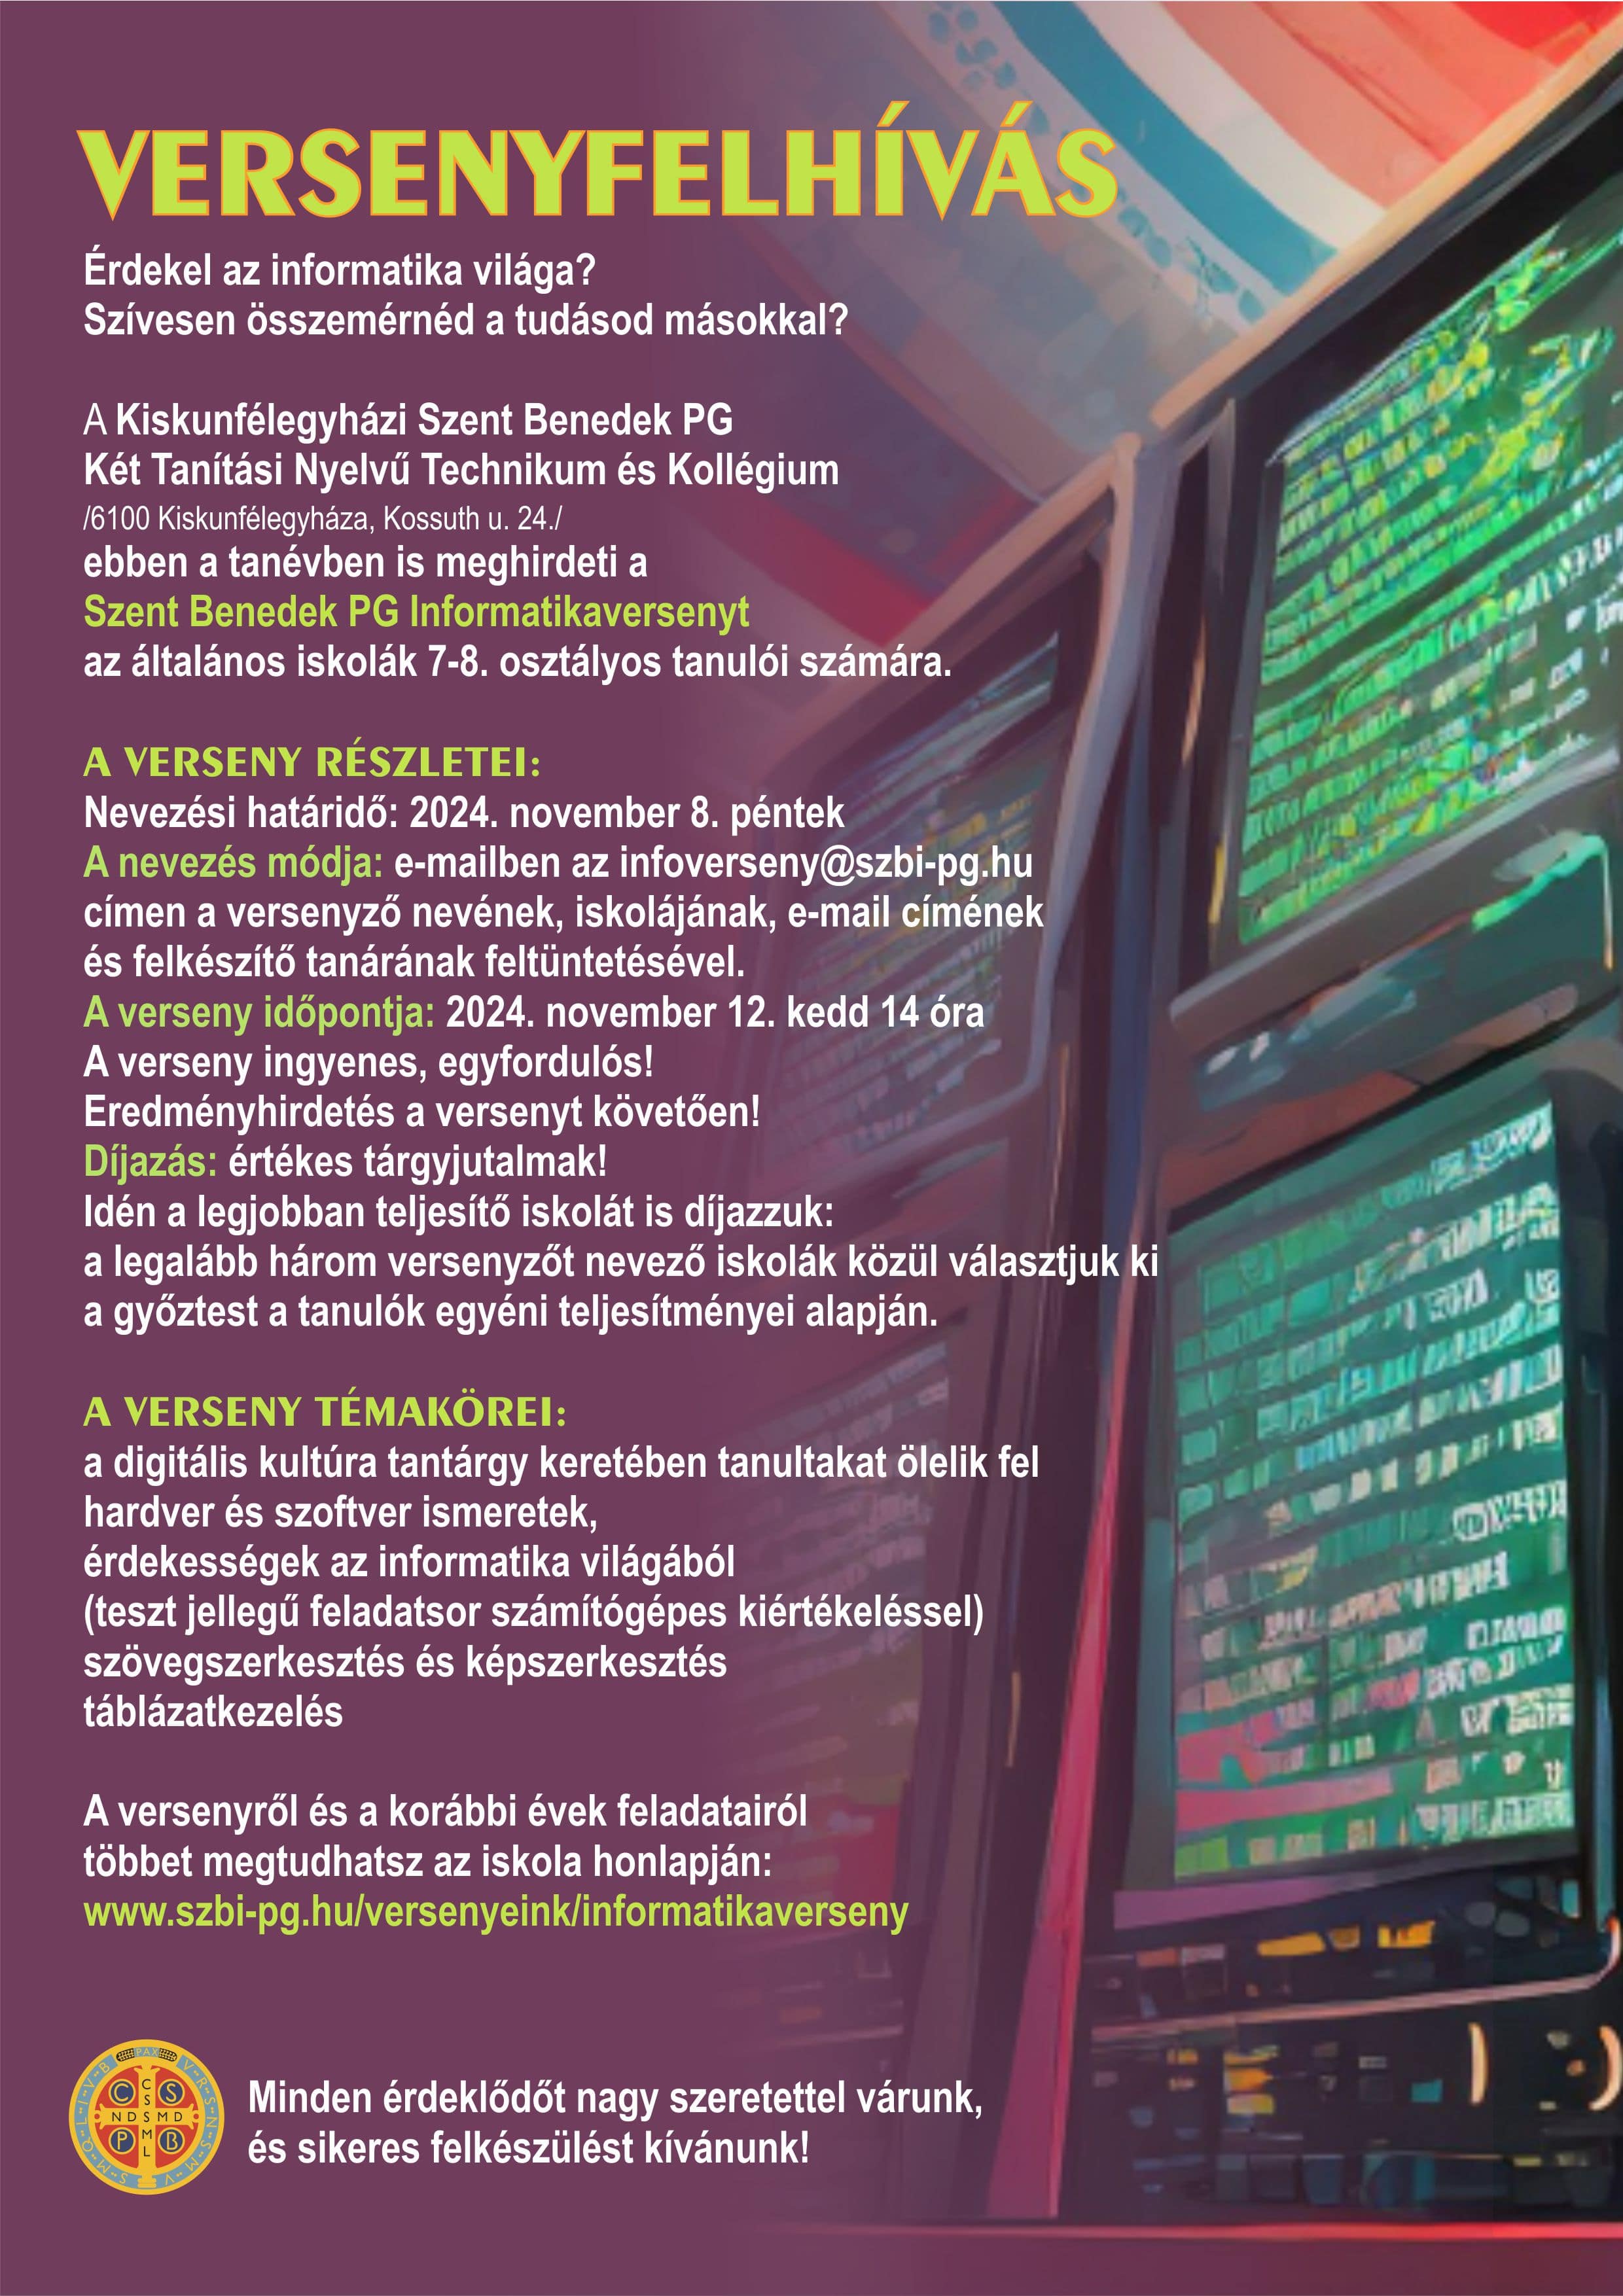 VERSENYFELHÍVÁS
Érdekel az informatika világa?
Szívesen összemérnéd a tudásod másokkal?
A Kiskunfélegyházi Szent Benedek PG
Két Tanítási Nyelvű Technikum és Kollégium
/6100 Kiskunfélegyháza, Kossuth u. 24./
ebben a tanévben is meghirdeti a
Szent Benedek PG Informatikaversenyt
az általános iskolák 7-8. osztályos tanulói számára.
A VERSENY RÉSZLETEI:
Nevezési határidő: 2024. november 8. péntek
A nevezés módja: e-mailben az infoverseny@szbi-pg.hu
címen a versenyző nevének, iskolájának, e-mail címének
és felkészítő tanárának feltüntetésével.
A verseny időpontja: 2024. november 12. kedd 14 óra
A verseny ingyenes, egyfordulós!
Eredményhirdetés a versenyt követően!
Díjazás: értékes tárgyjutalmak!
Idén a legjobban teljesítő iskolát is díjazzuk:
a legalább három versenyzőt nevező iskolák közül választjuk ki
a győztest a tanulók egyéni teljesítményei alapján.
A VERSENY TÉMAKÖREI:
a digitális kultúra tantárgy keretében tanultakat ölelik fel
hardver és szoftver ismeretek,
érdekességek az informatika világából
(teszt jellegű feladatsor számítógépes kiértékeléssel)
szövegszerkesztés és képszerkesztés
táblázatkezelés
A versenyről és a korábbi évek feladatairól
többet megtudhatsz az iskola honlapján:
www.szbi-pg.hu/versenyeink/informatikaverseny
PAX
V·R·S·N·S·M·V·S·M·Q·L·I·V·B
C S
C S S M L
N D S M D
P B
Minden érdeklődőt nagy szeretettel várunk,
és sikeres felkészülést kívánunk!